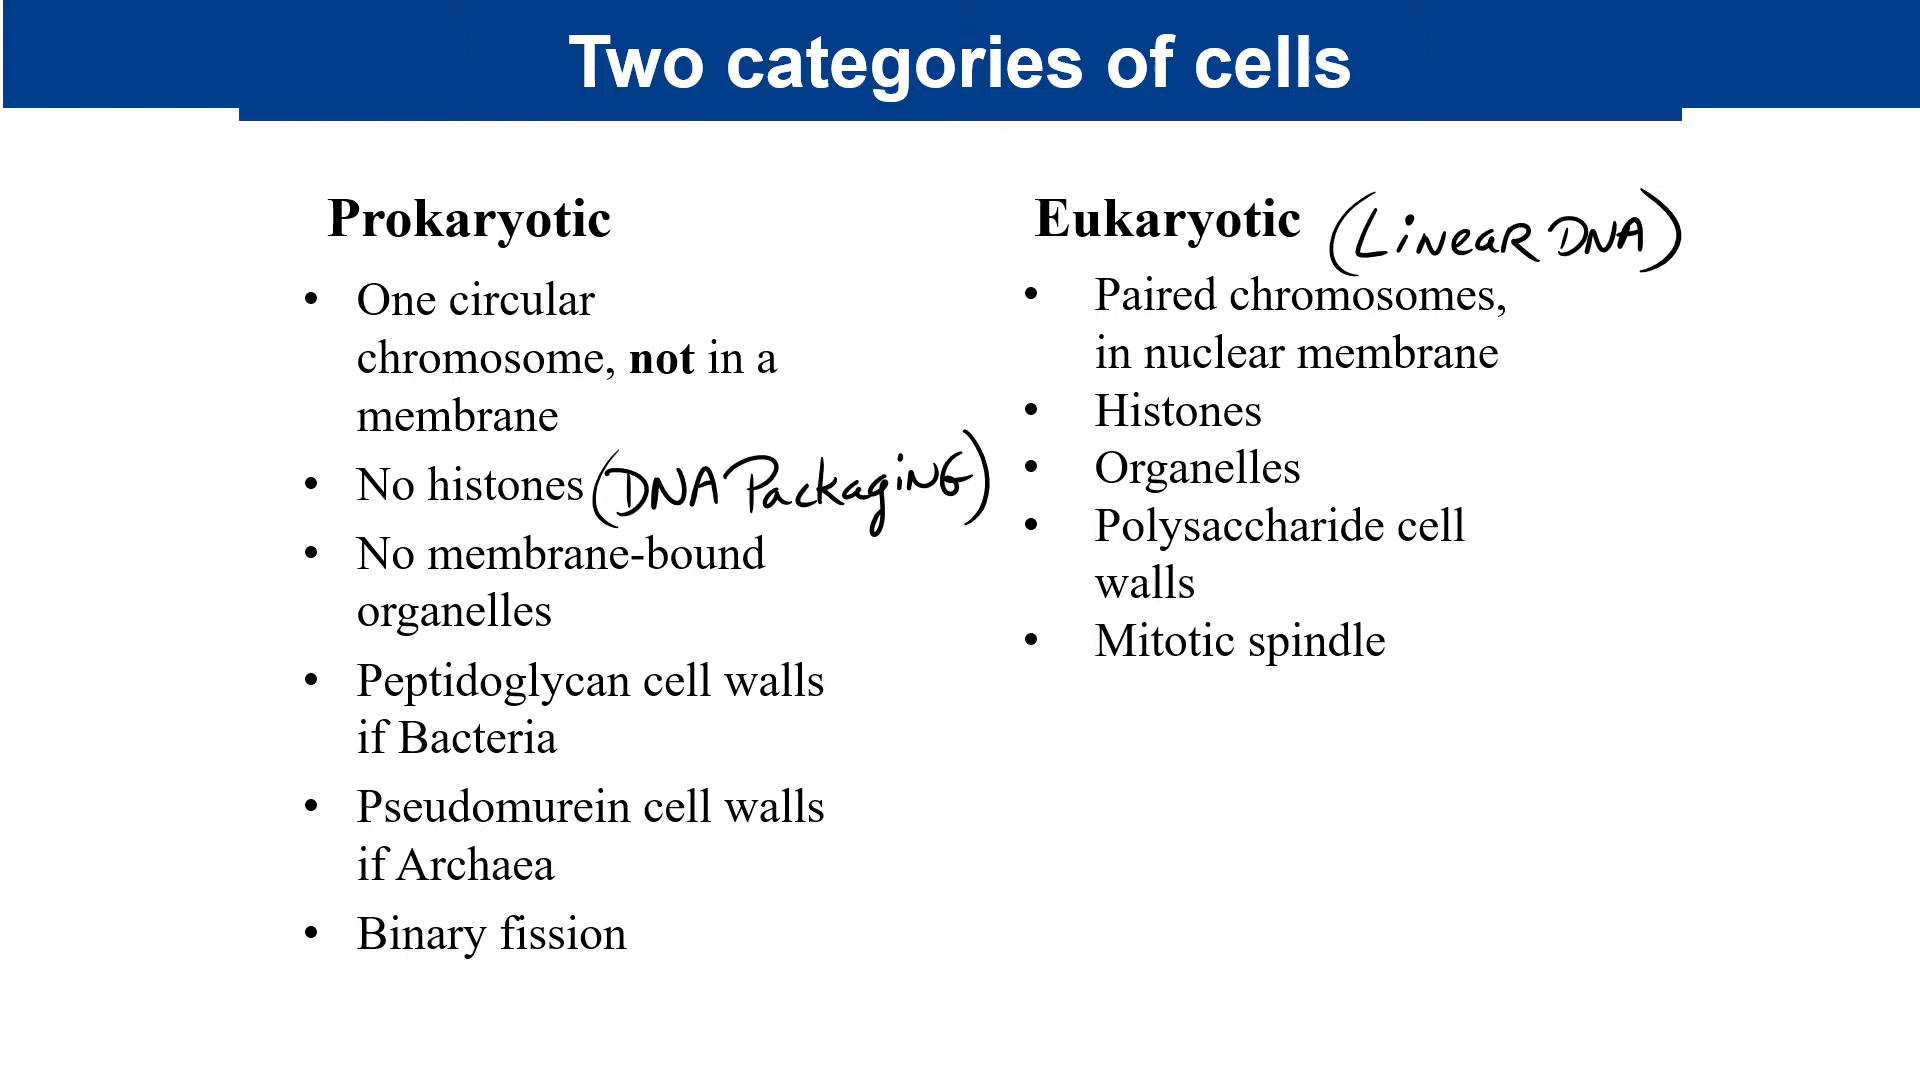 Two categories of cells
Prokaryotic
• One circular
chromosome, not in a
membrane
• No histones (DNA Packaging)
• No membrane-bound
organelles
• Peptidoglycan cell walls
if Bacteria
• Pseudomurein cell walls
if Archaea
• Binary fission
Eukaryotic (Linear DNA)
• Paired chromosomes,
in nuclear membrane
• Histones
• Organelles
• Polysaccharide cell
walls
• Mitotic spindle